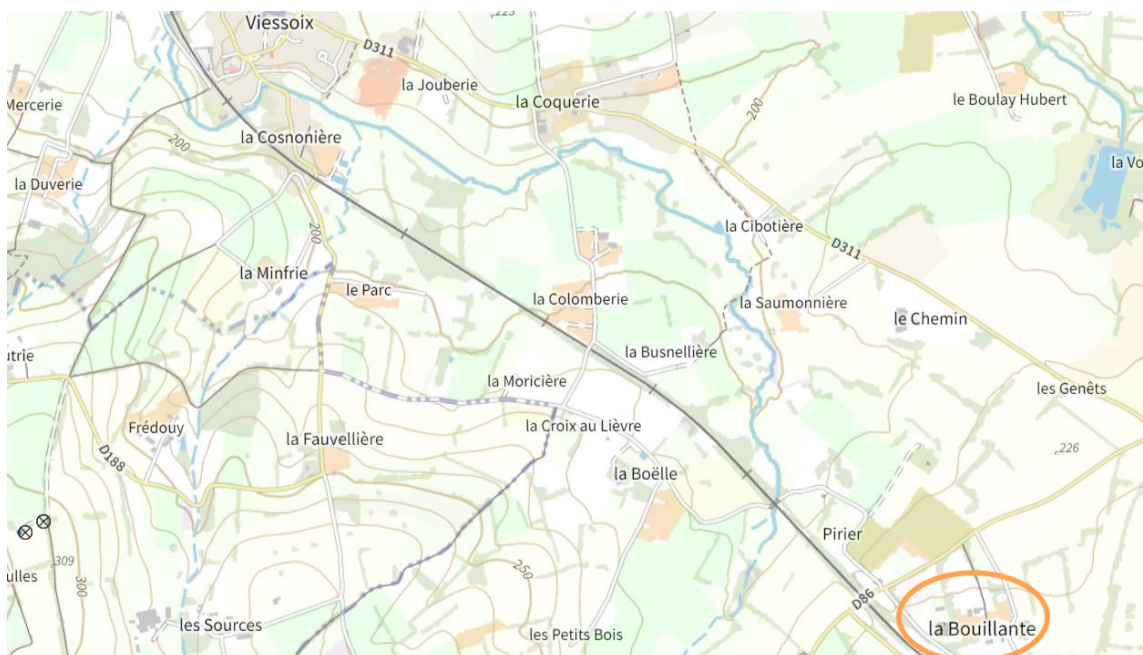 223
Viessoix
D311
la Jouberie
Mercerie
la Coquerie
le Boulay Hubert
200
200
la Cosnonière
la Duverie
la Vo
la Cibotière
200
D311
la Minfrie
le Parc
la Colomberie
la Saumonnière
le Chemin
utrie
la Busnellière
la Moricière
les Genêts
Frédouy
la Croix au Lièvre
la Fauvellière
D188
226
la Boëlle
Pirier
309
ulles
300
250
D86
les Sources
les Petits Bois
la Bouillante